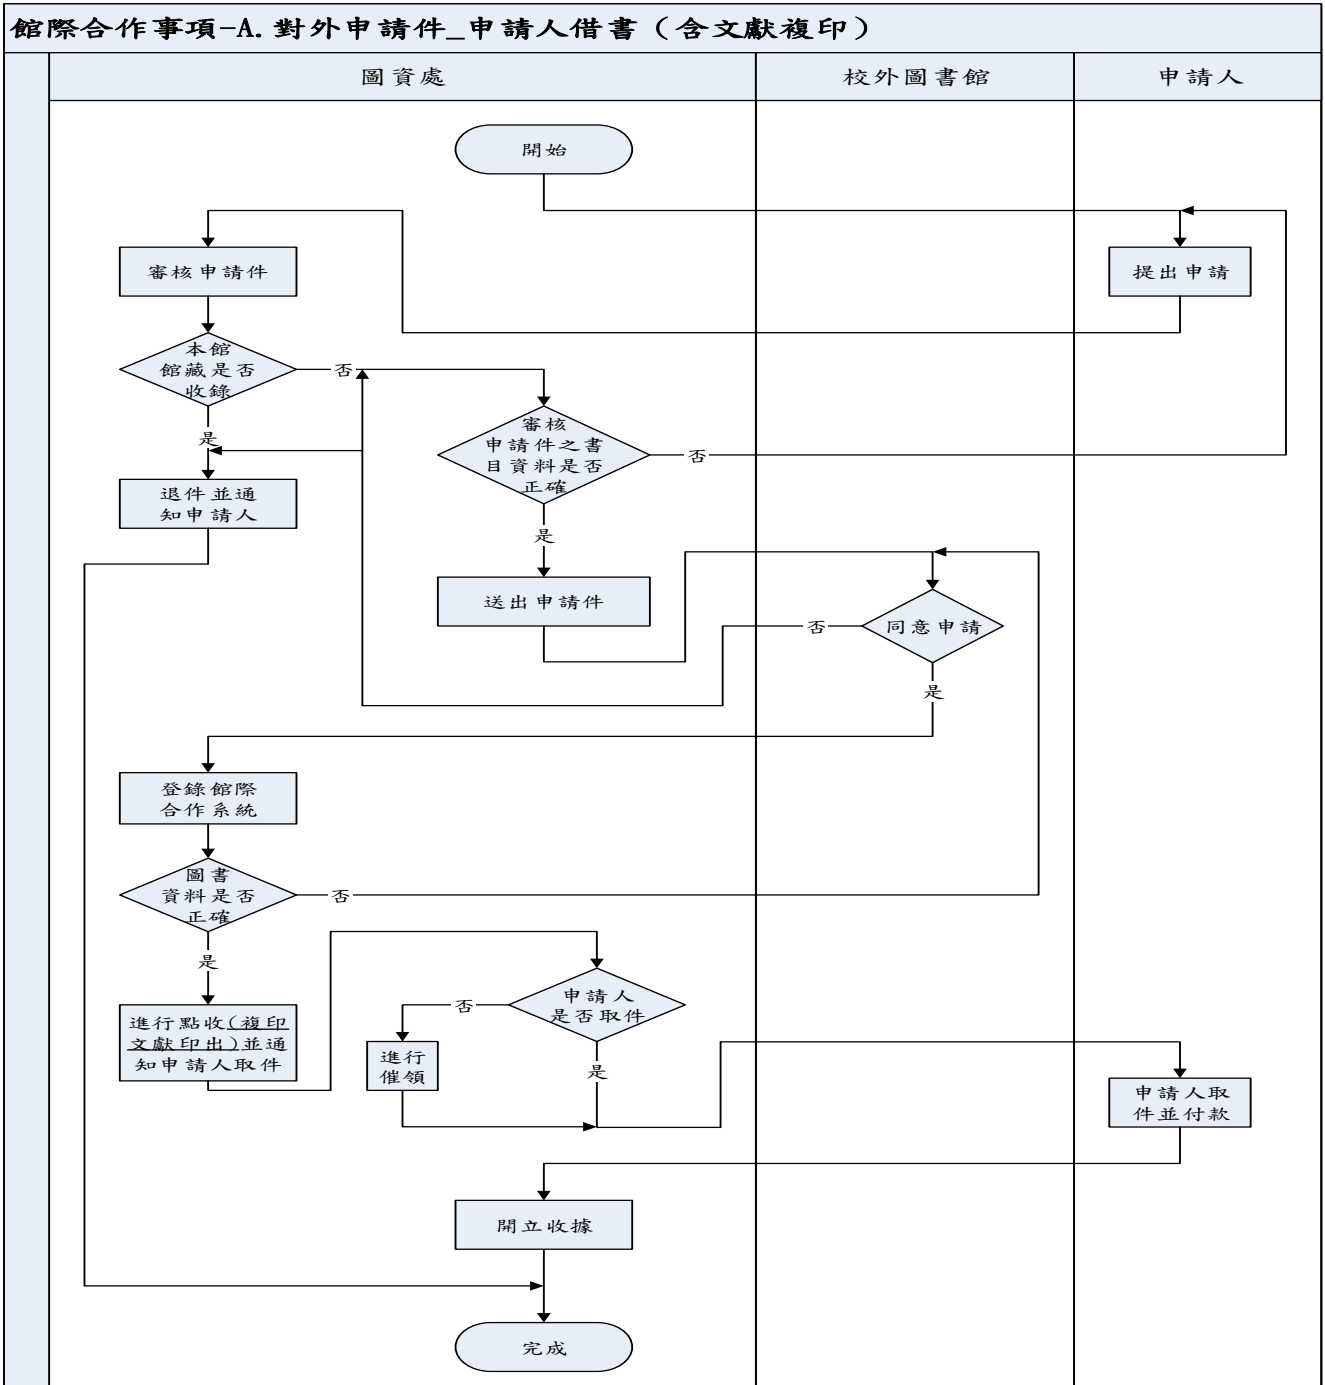 館際合作事項-A.對外申請件_申請人借書（含文獻複印）
圖資處
校外圖書館
申請人
開始
審核申請件
提出申請
本館
館藏是否
收錄
否
是
審核
申請件之書
目資料是否
正確
否
退件並通
知申請人
是
送出申請件
否
同意申請
是
登錄館際
合作系統
圖書
資料是否
正確
否
是
申請人
是否取件
否
進行點收(複印
文獻印出)並通
知申請人取件
進行
催領
是
申請人取
件並付款
開立收據
完成